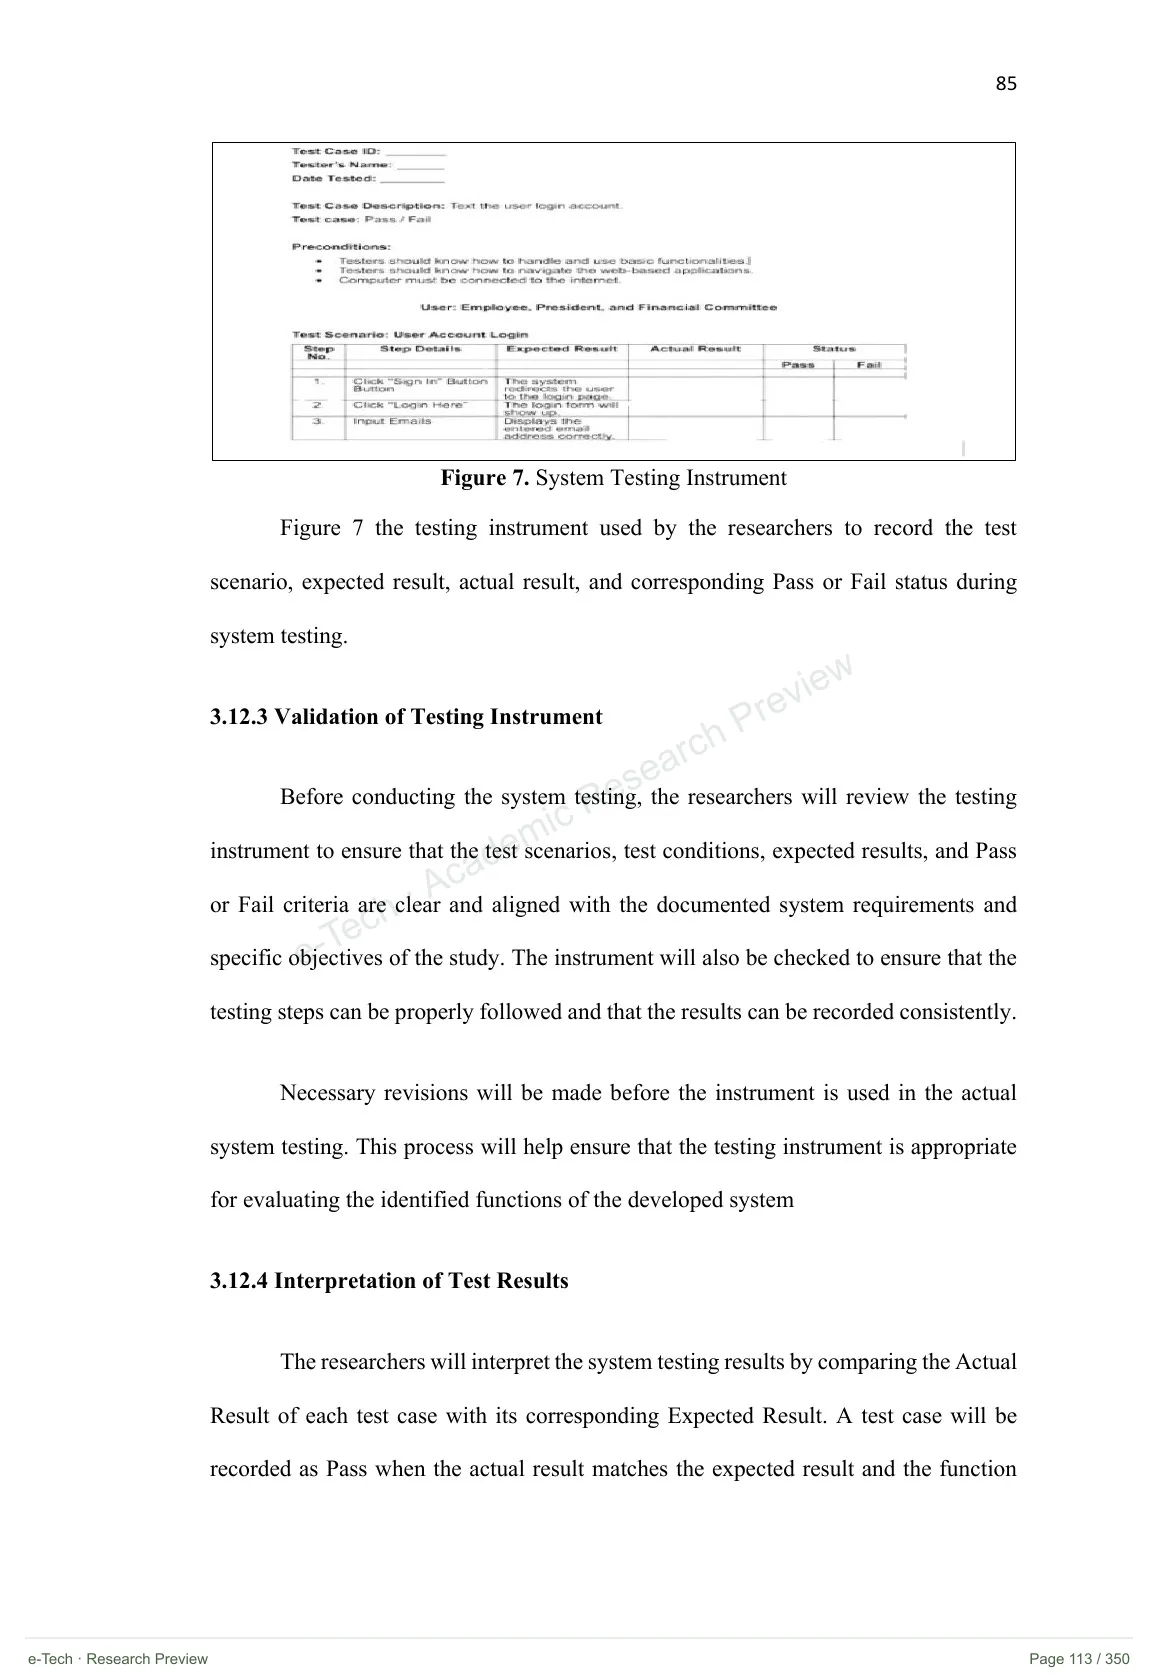 85
Test Case ID: __________
Tester's Name: ________
Date Tested: ___________
Test Case Description: Text the user login account.
Test case: Pass / Fail
Preconditions:
• Testers should know how to handle and use basic functionalities.
• Testers should know how to navigate the web-based applications.
• Computer must be connected to the internet.
User: Employee, President, and Financial Committee
Test Scenario: User Account Login
Step No. Step Details Expected Result Actual Result Status
Pass Fail
1. Click "Sign In" Button Button The system redirects the user to the login page.
2. Click "Login Here" The login form will show up.
3. Input Emails Displays the entered email address correctly.
Figure 7. System Testing Instrument
Figure 7 the testing instrument used by the researchers to record the test
scenario, expected result, actual result, and corresponding Pass or Fail status during
system testing.
3.12.3 Validation of Testing Instrument
Before conducting the system testing, the researchers will review the testing
instrument to ensure that the test scenarios, test conditions, expected results, and Pass
or Fail criteria are clear and aligned with the documented system requirements and
specific objectives of the study. The instrument will also be checked to ensure that the
testing steps can be properly followed and that the results can be recorded consistently.
Necessary revisions will be made before the instrument is used in the actual
system testing. This process will help ensure that the testing instrument is appropriate
for evaluating the identified functions of the developed system
3.12.4 Interpretation of Test Results
The researchers will interpret the system testing results by comparing the Actual
Result of each test case with its corresponding Expected Result. A test case will be
recorded as Pass when the actual result matches the expected result and the function
e-Tech · Academic Research Preview
e-Tech · Research Preview
Page 113 / 350